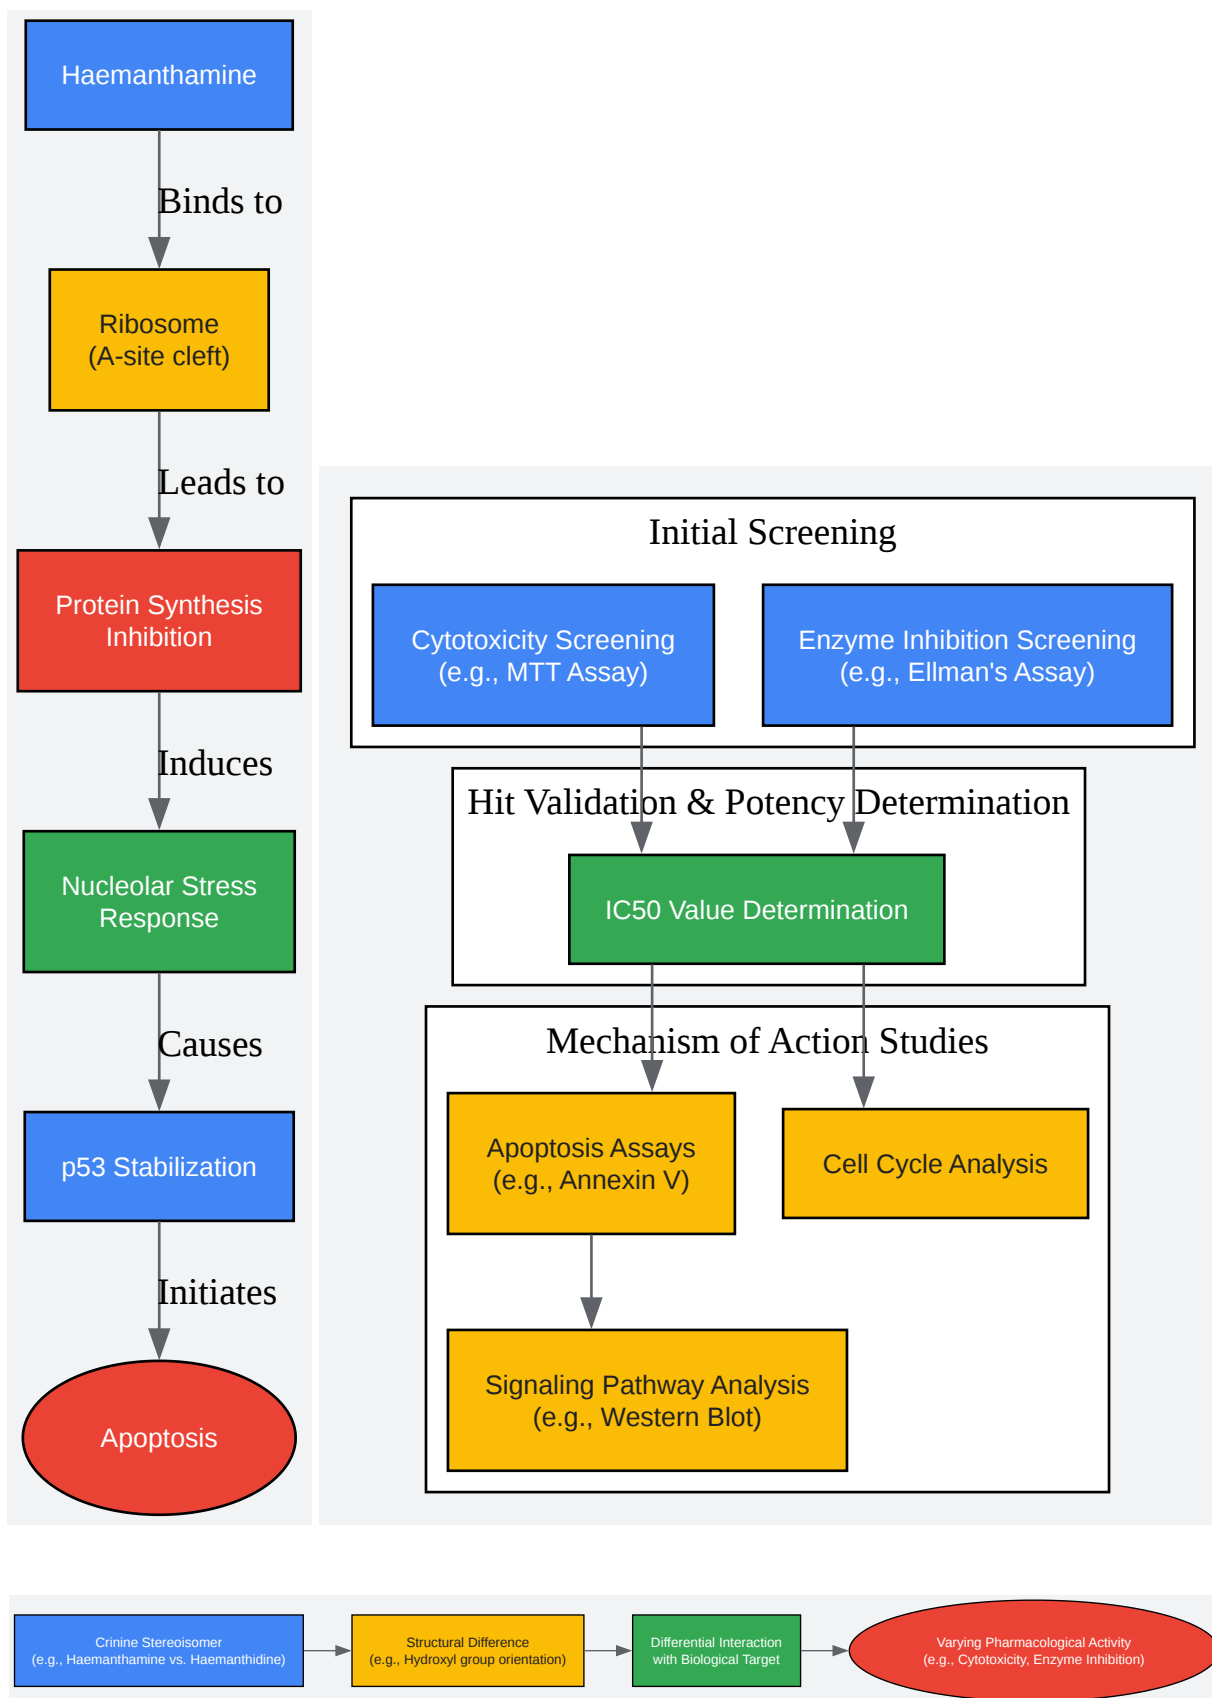 Haemanthamine
Binds to
Ribosome
(A-site cleft)
Leads to
Protein Synthesis
Inhibition
Induces
Nucleolar Stress
Response
Causes
p53 Stabilization
Initiates
Apoptosis
Initial Screening
Cytotoxicity Screening
(e.g., MTT Assay)
Enzyme Inhibition Screening
(e.g., Ellman's Assay)
Hit Validation & Potency Determination
IC50 Value Determination
Mechanism of Action Studies
Apoptosis Assays
(e.g., Annexin V)
Cell Cycle Analysis
Signaling Pathway Analysis
(e.g., Western Blot)
Crinine Stereoisomer
(e.g., Haemanthamine vs. Haemanthidine)
Structural Difference
(e.g., Hydroxyl group orientation)
Differential Interaction
with Biological Target
Varying Pharmacological Activity
(e.g., Cytotoxicity, Enzyme Inhibition)